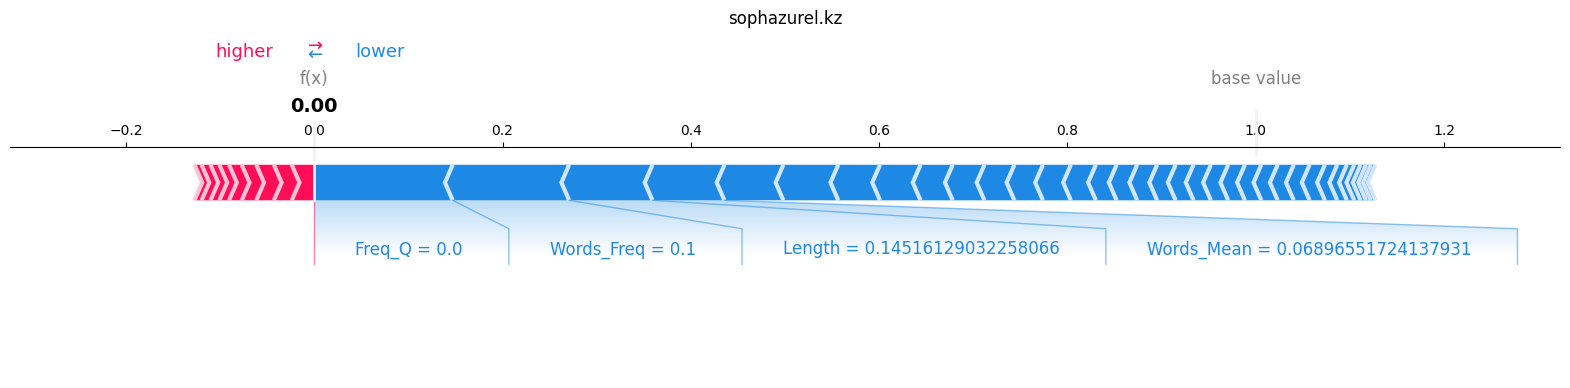 sophazurel.kz
higher ⇄ lower
f(x) base value
0.00
−0.2 0.0 0.2 0.4 0.6 0.8 1.0 1.2
Freq_Q = 0.0 Words_Freq = 0.1 Length = 0.14516129032258066 Words_Mean = 0.06896551724137931